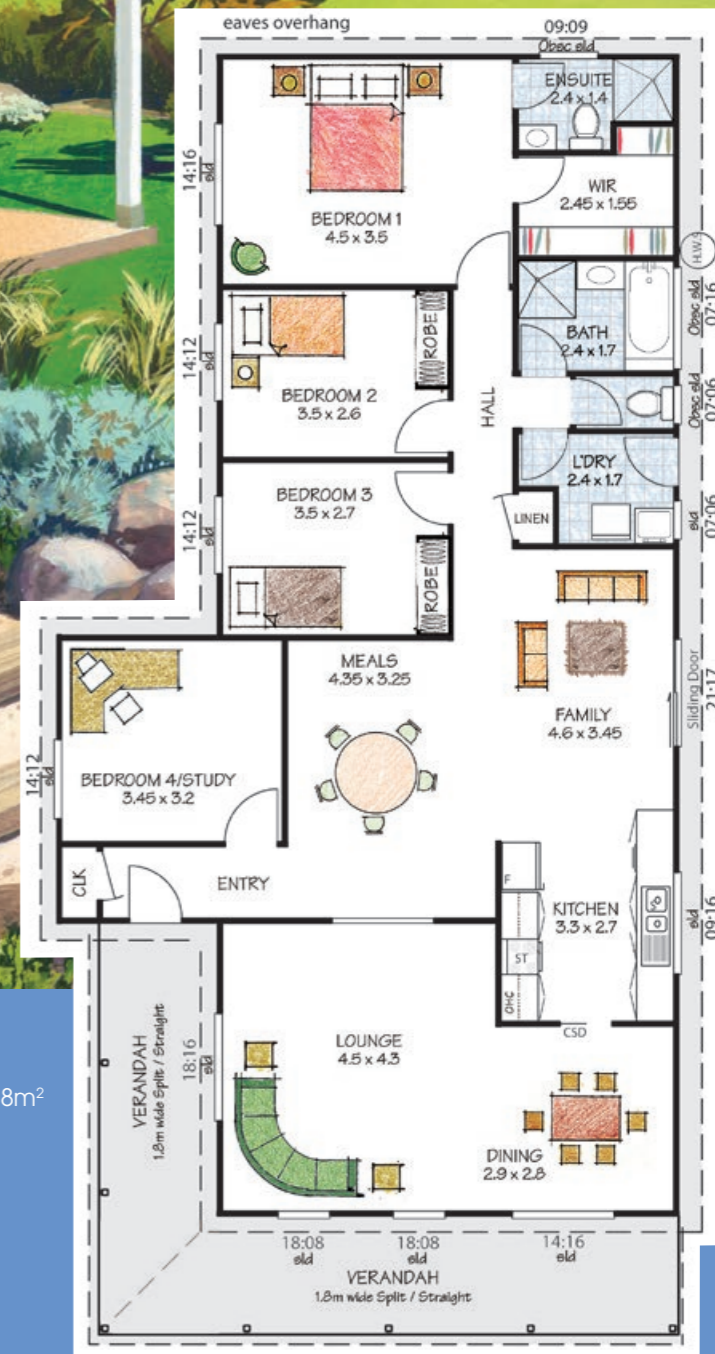 eaves overhang
09:09
Obsc sld
ENSUITE
2.4 x 1.4
14:16
sld
BEDROOM 1
4.5 x 3.5
WIR
2.45 x 1.55
H.W.S
07:16
Obsc sld
BATH
2.4 x 1.7
14:12
sld
ROBE
BEDROOM 2
3.5 x 2.6
HALL
07:06
Obsc sld
L'DRY
2.4 x 1.7
BEDROOM 3
3.5 x 2.7
14:12
sld
LINEN
07:06
sld
ROBE
MEALS
4.35 x 3.25
FAMILY
4.6 x 3.45
Sliding Door
21:17
14:12
sld
BEDROOM 4/STUDY
3.45 x 3.2
CLK
ENTRY
F
KITCHEN
3.3 x 2.7
09:16
sld
ST
OHC
CSD
VERANDAH
1.8m wide Split / Straight
18:16
sld
LOUNGE
4.5 x 4.3
8m²
DINING
2.9 x 2.8
18:08
sld
18:08
sld
14:16
sld
VERANDAH
1.8m wide Split / Straight